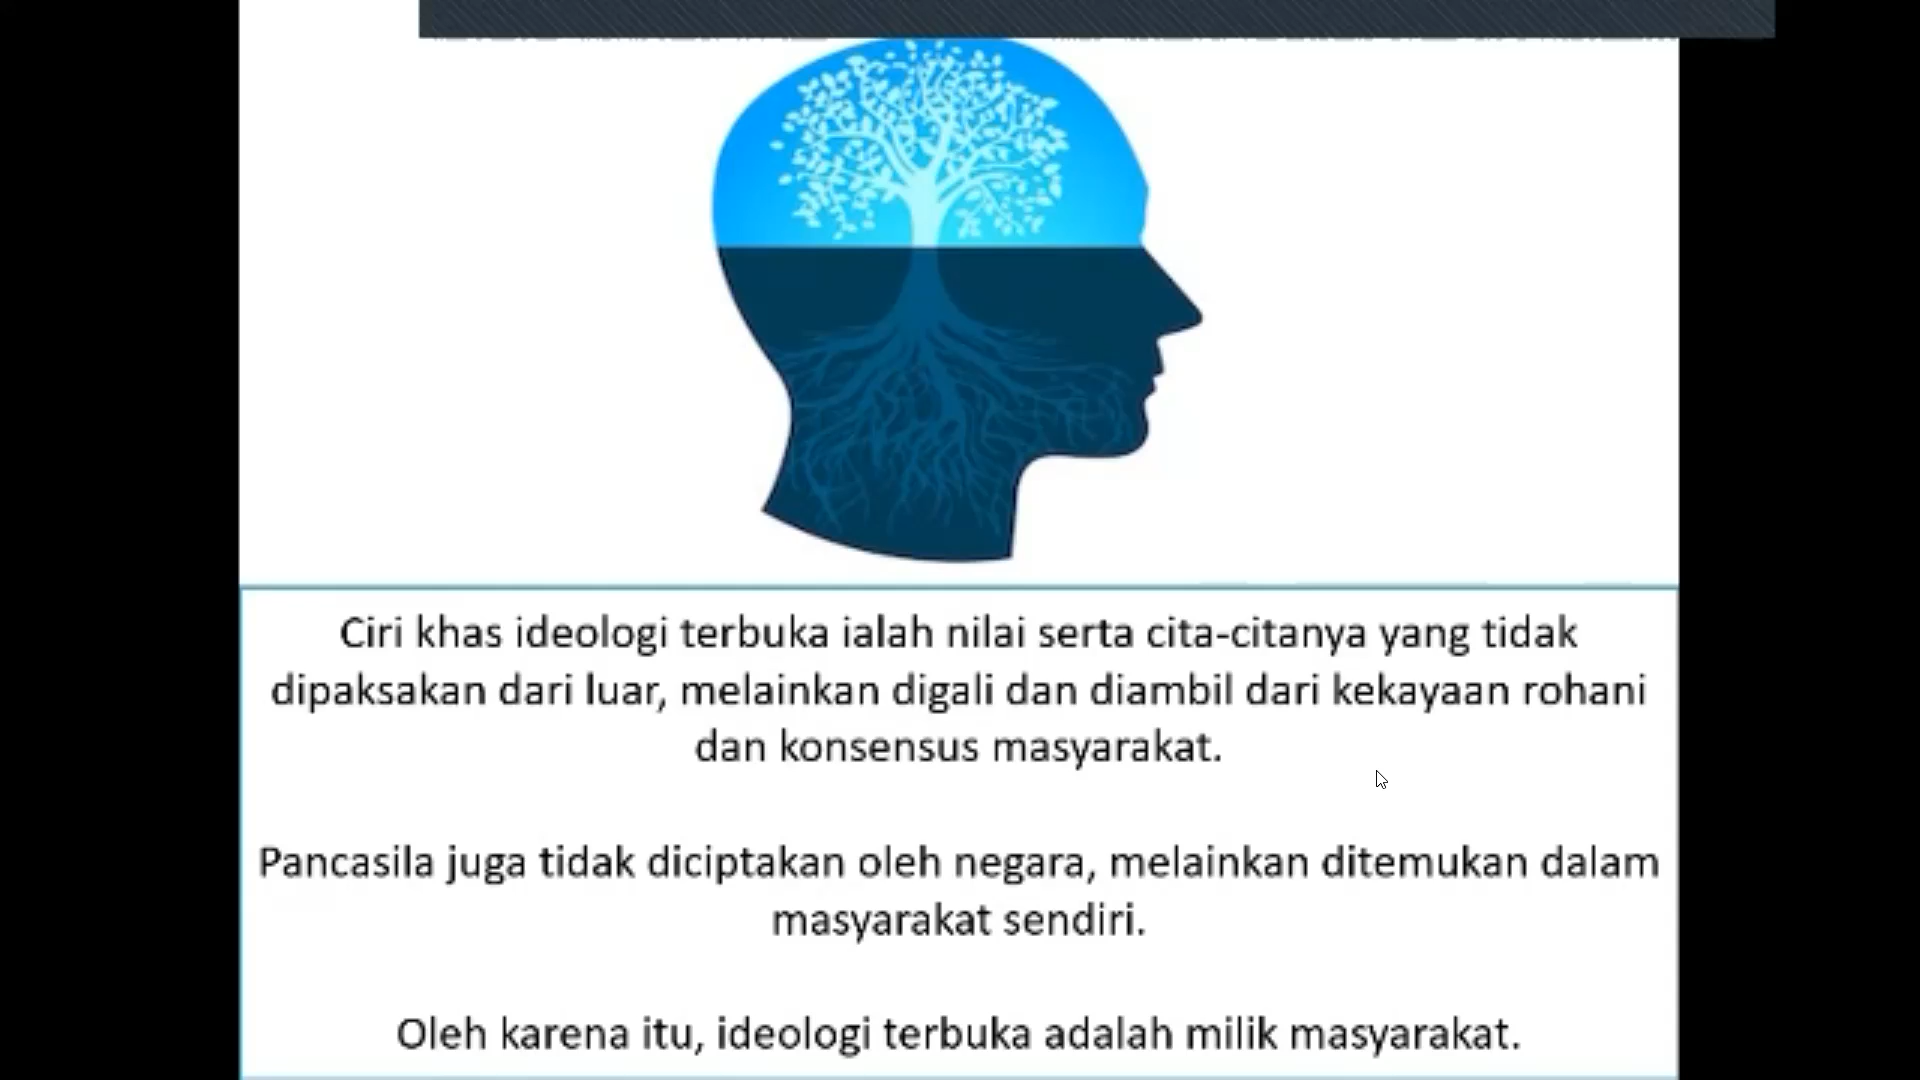 Ciri khas ideologi terbuka ialah nilai serta cita-citanya yang tidak
dipaksakan dari luar, melainkan digali dan diambil dari kekayaan rohani
dan konsensus masyarakat.
Pancasila juga tidak diciptakan oleh negara, melainkan ditemukan dalam
masyarakat sendiri.
Oleh karena itu, ideologi terbuka adalah milik masyarakat.